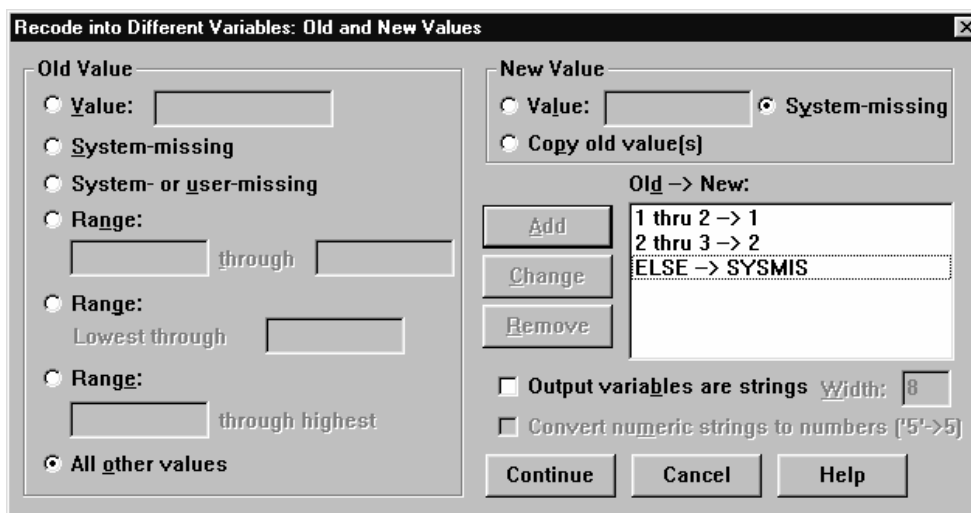 Recode into Different Variables: Old and New Values
Old Value
Value:
System-missing
System- or user-missing
Range:
through
Range:
Lowest through
Range:
through highest
All other values
New Value
Value:
System-missing
Copy old value(s)
Old -> New:
Add
Change
Remove
1 thru 2 -> 1
2 thru 3 -> 2
ELSE -> SYSMIS
Output variables are strings
Width:
8
Convert numeric strings to numbers ('5'->5)
Continue
Cancel
Help